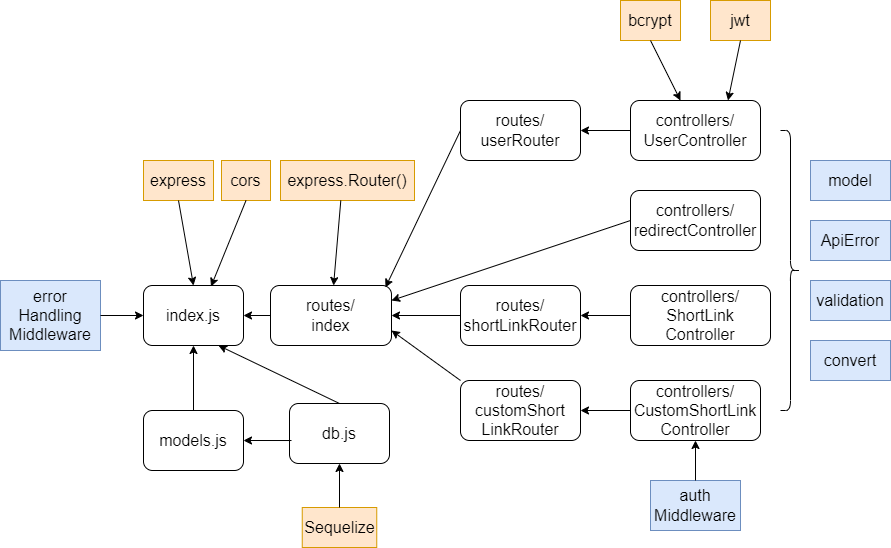 bcrypt
jwt
routes/
userRouter
controllers/
UserController
express
cors
express.Router()
model
controllers/
redirectController
ApiError
error
Handling
Middleware
index.js
routes/
index
routes/
shortLinkRouter
controllers/
ShortLink
Controller
validation
convert
models.js
db.js
routes/
customShort
LinkRouter
controllers/
CustomShortLink
Controller
auth
Middleware
Sequelize